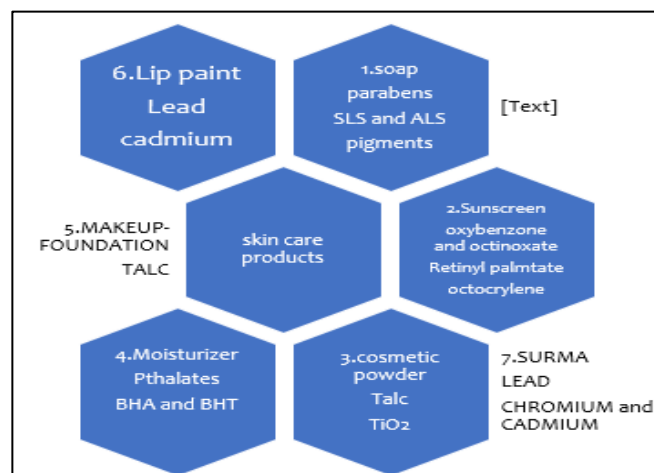 6.Lip paint
Lead
cadmium
1.soap
parabens
SLS and ALS
pigments
[Text]
5.MAKEUP-
FOUNDATION
TALC
skin care
products
2.Sunscreen
oxybenzone
and octinoxate
Retinyl palmtate
octocrylene
4.Moisturizer
Pthalates
BHA and BHT
3.cosmetic
powder
Talc
TiO2
7.SURMA
LEAD
CHROMIUM and
CADMIUM